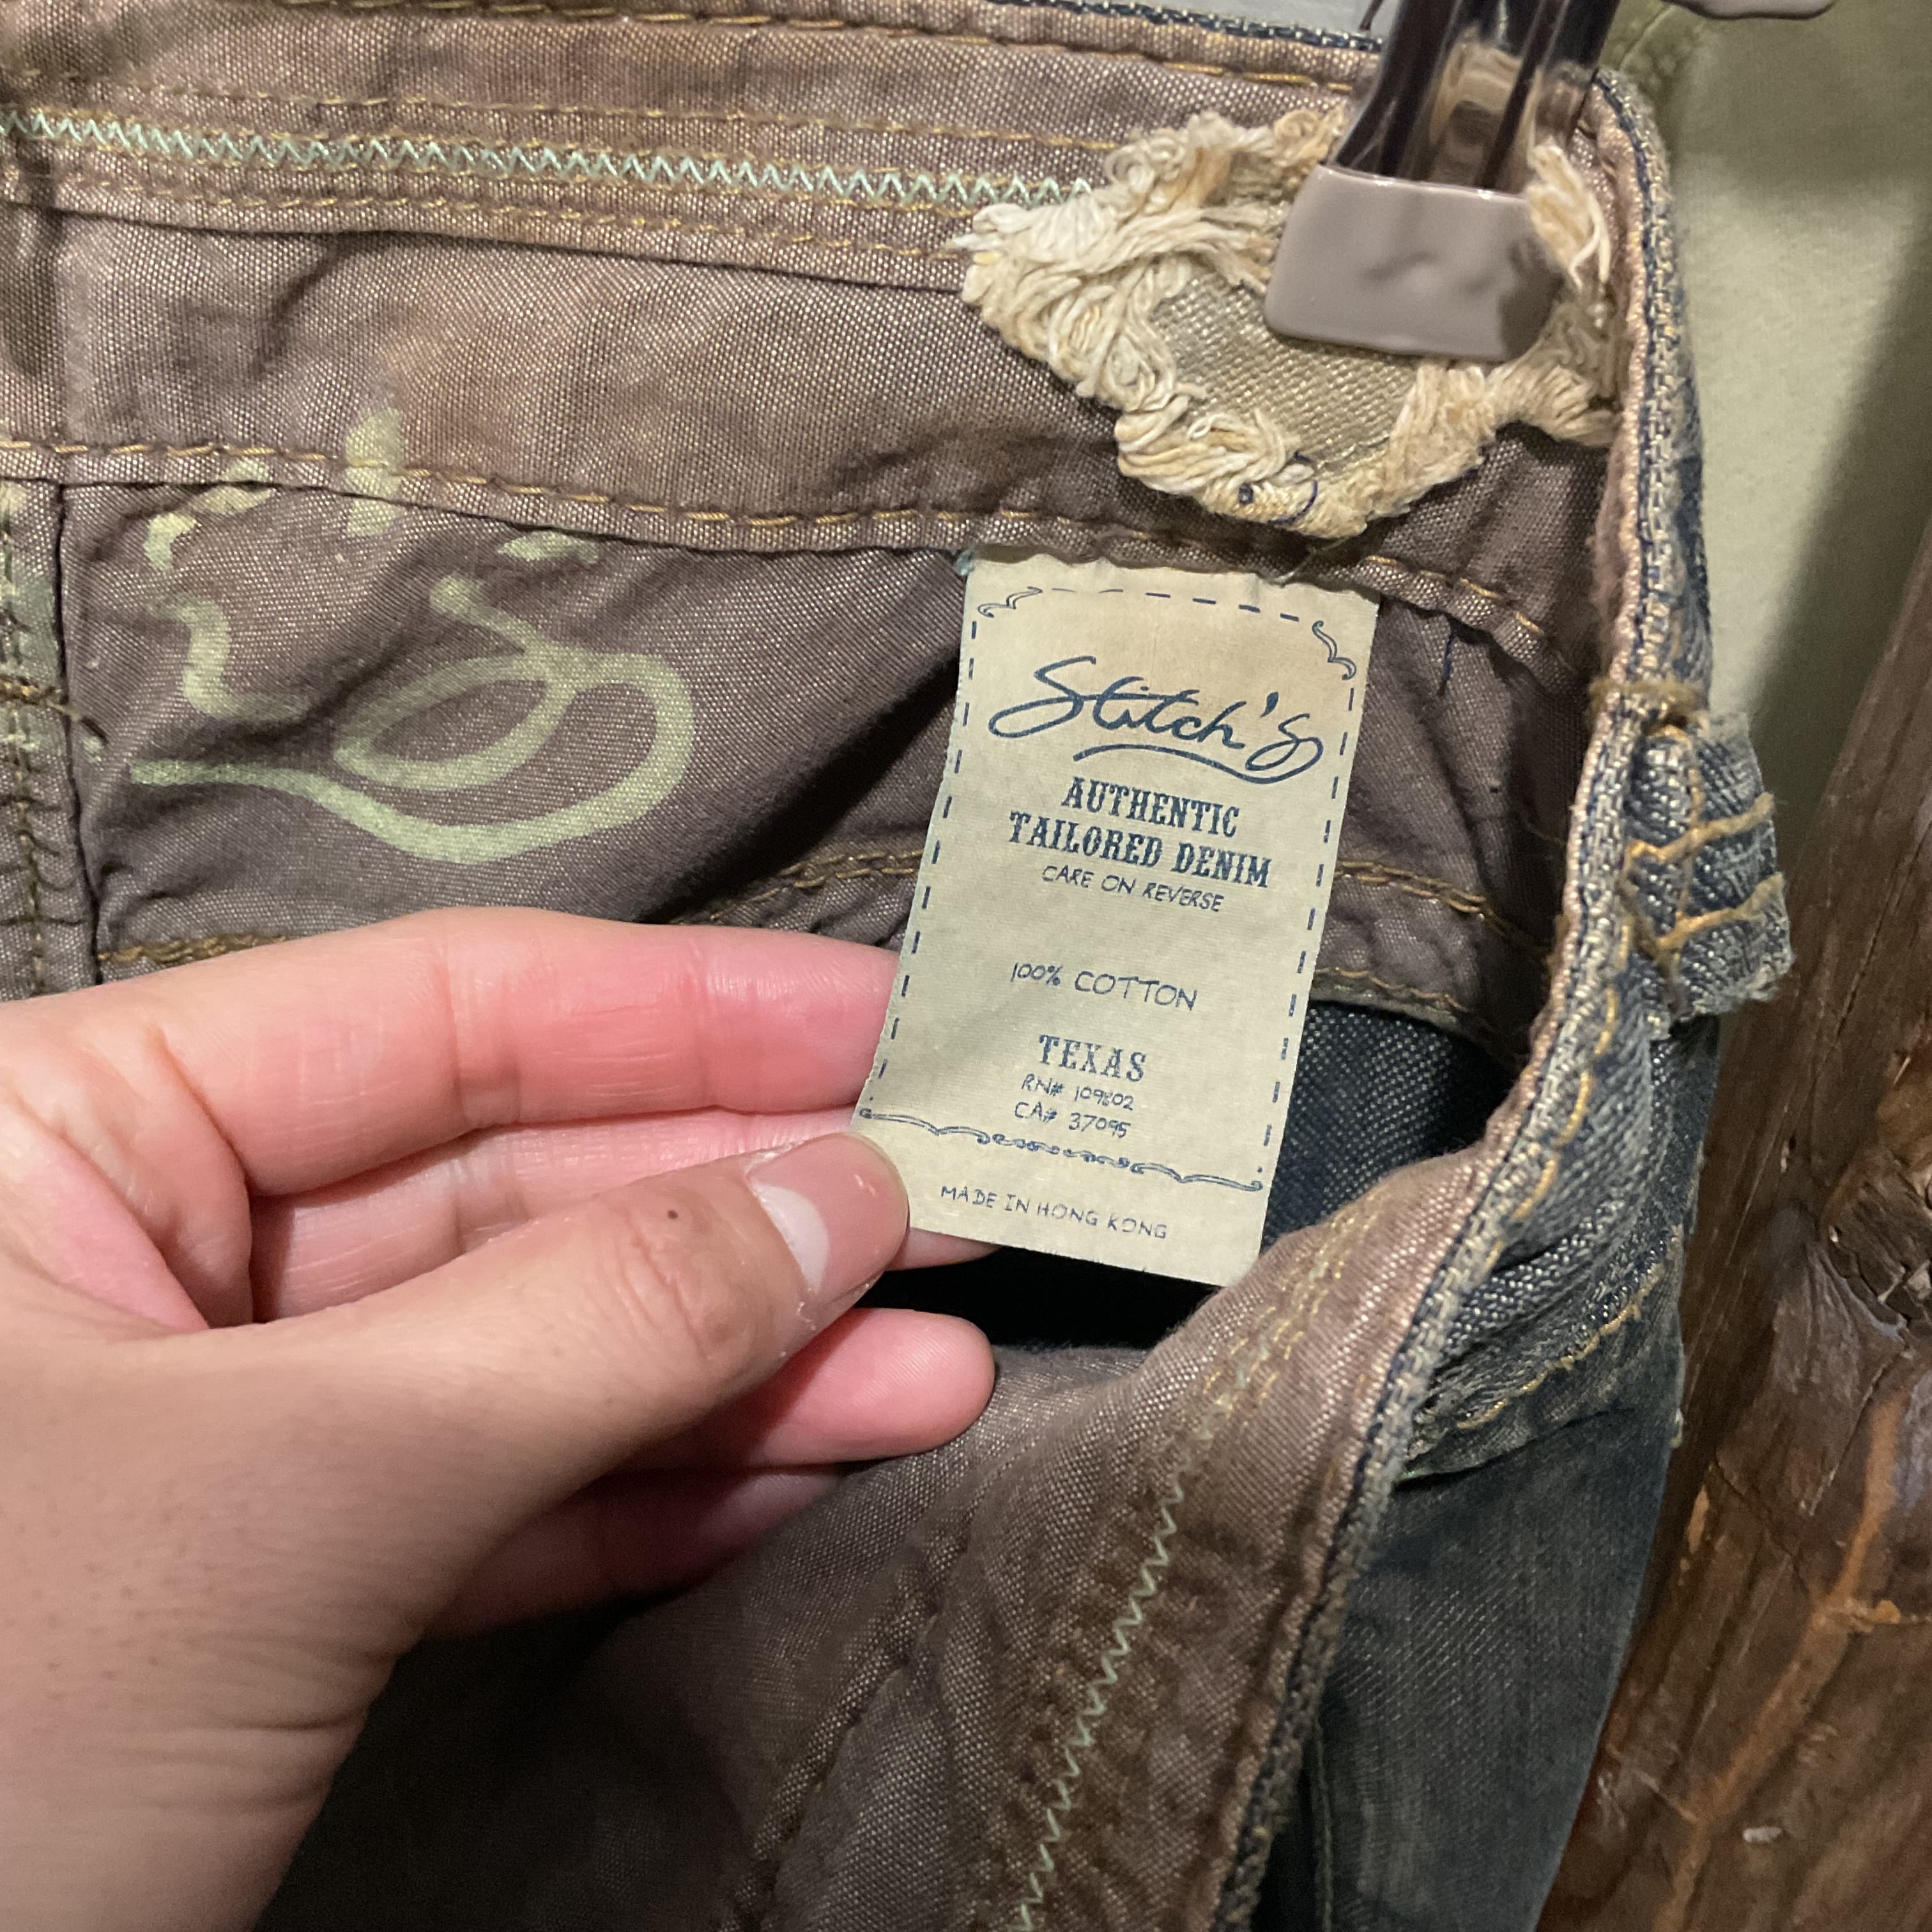 Stitch's
AUTHENTIC
TAILORED DENIM
CARE ON REVERSE
100% COTTON
TEXAS
RN# 109802
CA# 37095
MADE IN HONG KONG